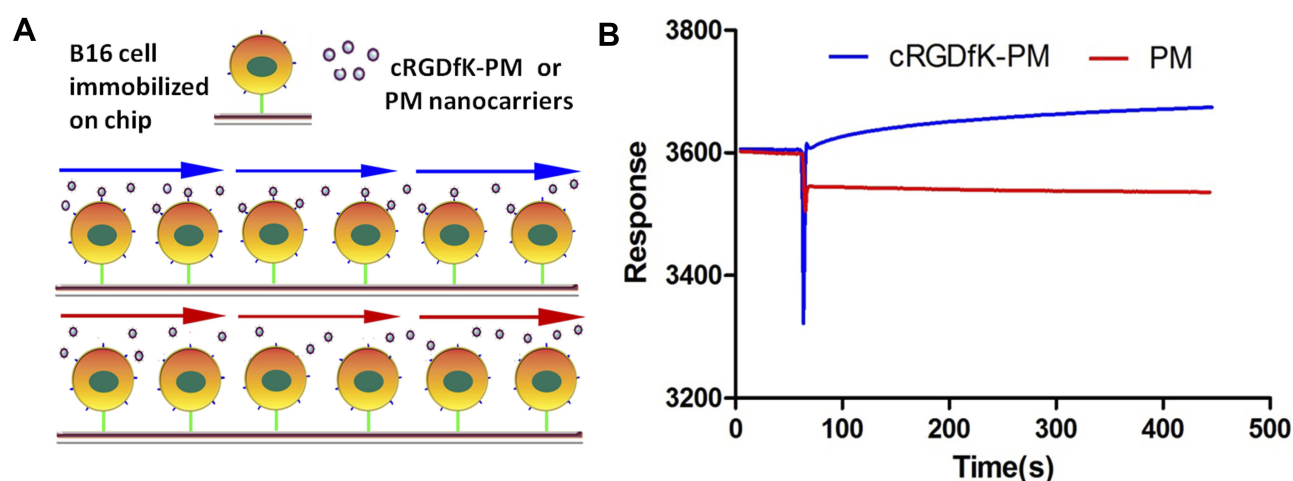 A
B16 cell
immobilized
on chip
cRGDfK-PM or
PM nanocarriers
B
cRGDfK-PM PM
3800
3600
3400
3200
Response
0 100 200 300 400 500
Time(s)